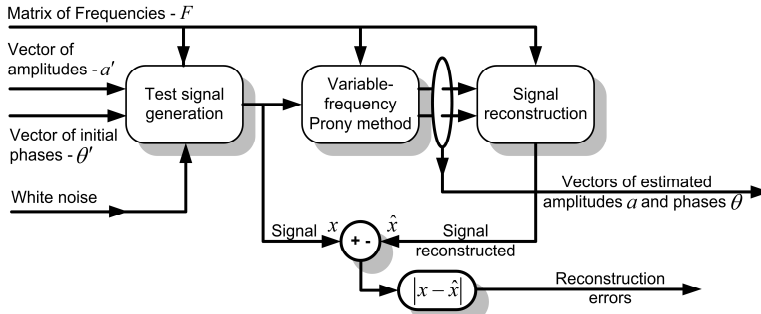 Matrix of Frequencies - F
Vector of
amplitudes - a′
Vector of initial
phases - θ′
White noise
Test signal
generation
Variable-
frequency
Prony method
Signal
reconstruction
Vectors of estimated
amplitudes a and phases θ
Signal x
+ -
x̂
Signal
reconstructed
|x − x̂|
Reconstruction
errors